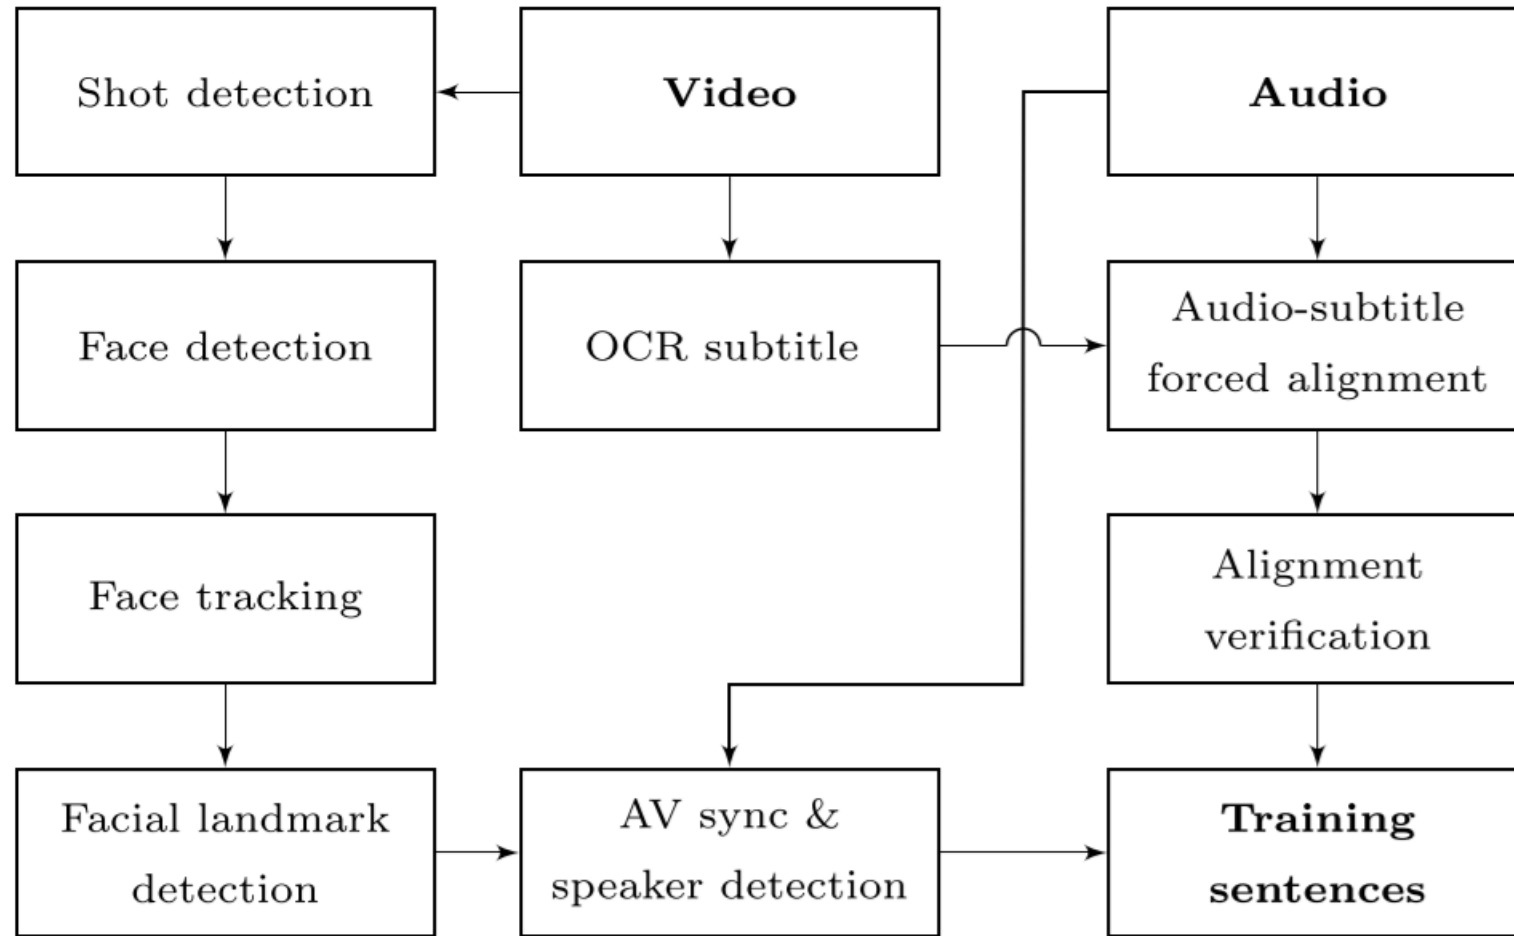 Shot detection
Video
Audio
Face detection
OCR subtitle
Audio-subtitle
forced alignment
Face tracking
Alignment
verification
Facial landmark
detection
AV sync &
speaker detection
Training
sentences